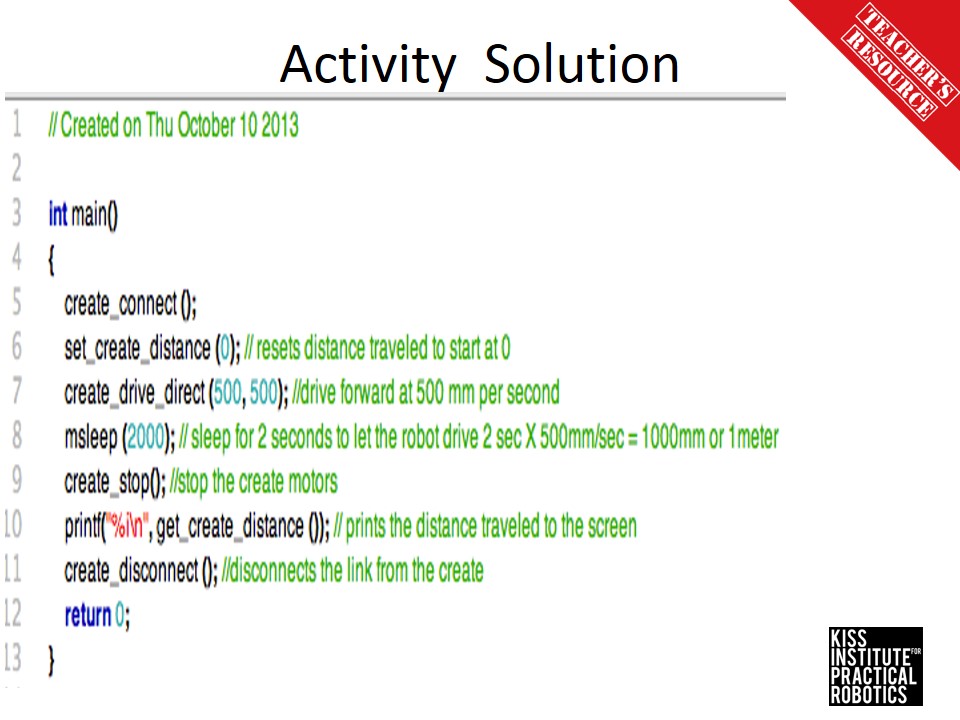 Activity Solution
TEACHER'S
RESOURCE
1 // Created on Thu October 10 2013
2
3 int main()
4 {
5 create_connect ();
6 set_create_distance (0); // resets distance traveled to start at 0
7 create_drive_direct (500, 500); //drive forward at 500 mm per second
8 msleep (2000); // sleep for 2 seconds to let the robot drive 2 sec X 500mm/sec = 1000mm or 1meter
9 create_stop(); //stop the create motors
10 printf("%i\n", get_create_distance ()); // prints the distance traveled to the screen
11 create_disconnect (); //disconnects the link from the create
12 return 0;
13 }
KISS
INSTITUTE FOR
PRACTICAL
ROBOTICS